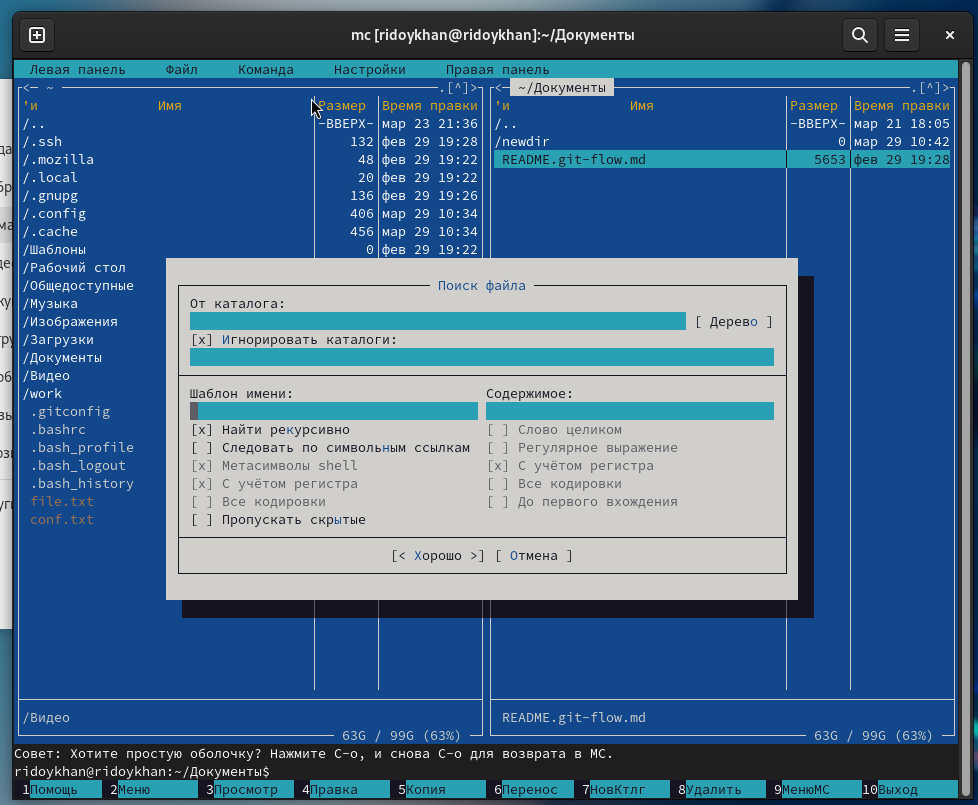 mc [ridoykhan@ridoykhan]:~/Документы
Левая панель Файл Команда Настройки Правая панель
<─ ~ .[^]> <─ ~/Документы .[^]>
'и Имя Размер Время правки 'и Имя Размер Время правки
/.. -ВВЕРХ- мар 23 21:36 /.. -ВВЕРХ- мар 21 18:05
/.ssh 132 фев 29 19:28 /newdir 0 мар 29 10:42
/.mozilla 48 фев 29 19:22 README.git-flow.md 5653 фев 29 19:28
/.local 20 фев 29 19:22
/.gnupg 136 фев 29 19:26
/.config 406 мар 29 10:34
/.cache 456 мар 29 10:34
/Шаблоны 0 фев 29 19:22
/Рабочий стол
/Общедоступные
/Музыка
/Изображения
/Загрузки
/Документы
/Видео
/work
.gitconfig
.bashrc
.bash_profile
.bash_logout
.bash_history
file.txt
conf.txt
Поиск файла
От каталога:
[ Дерево ]
[x] Игнорировать каталоги:
Шаблон имени: Содержимое:
[x] Найти рекурсивно [ ] Слово целиком
[ ] Следовать по символьным ссылкам [ ] Регулярное выражение
[x] Метасимволы shell [x] С учётом регистра
[x] С учётом регистра [ ] Все кодировки
[ ] Все кодировки [ ] До первого вхождения
[ ] Пропускать скрытые
[< Хорошо >] [ Отмена ]
/Видео README.git-flow.md
63G / 99G (63%) 63G / 99G (63%)
Совет: Хотите простую оболочку? Нажмите C-o, и снова C-o для возврата в MC.
ridoykhan@ridoykhan:~/Документы$
1Помощь 2Меню 3Просмотр 4Правка 5Копия 6Перенос 7НовКтлг 8Удалить 9МенюMC 10Выход